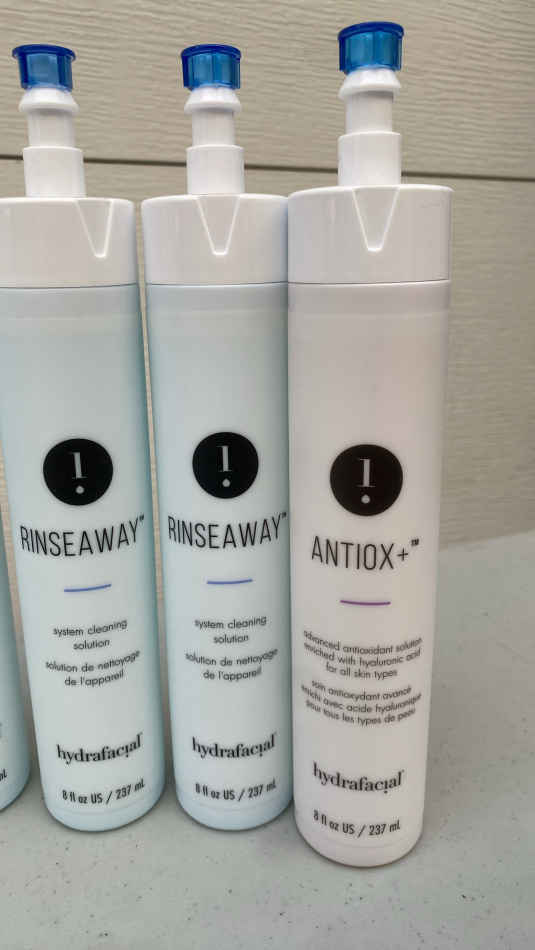 RINSEAWAY™
system cleaning
solution
solution de nettoyage
de l'appareil
hydrafacial
8 fl oz US / 237 mL
RINSEAWAY™
system cleaning
solution
solution de nettoyage
de l'appareil
hydrafacial
8 fl oz US / 237 mL
ANTIOX+™
advanced antioxidant solution
enriched with hyaluronic acid
for all skin types
soin antioxydant avancé
enrichi avec acide hyaluronique
pour tous les types de peau
hydrafacial
8 fl oz US / 237 mL